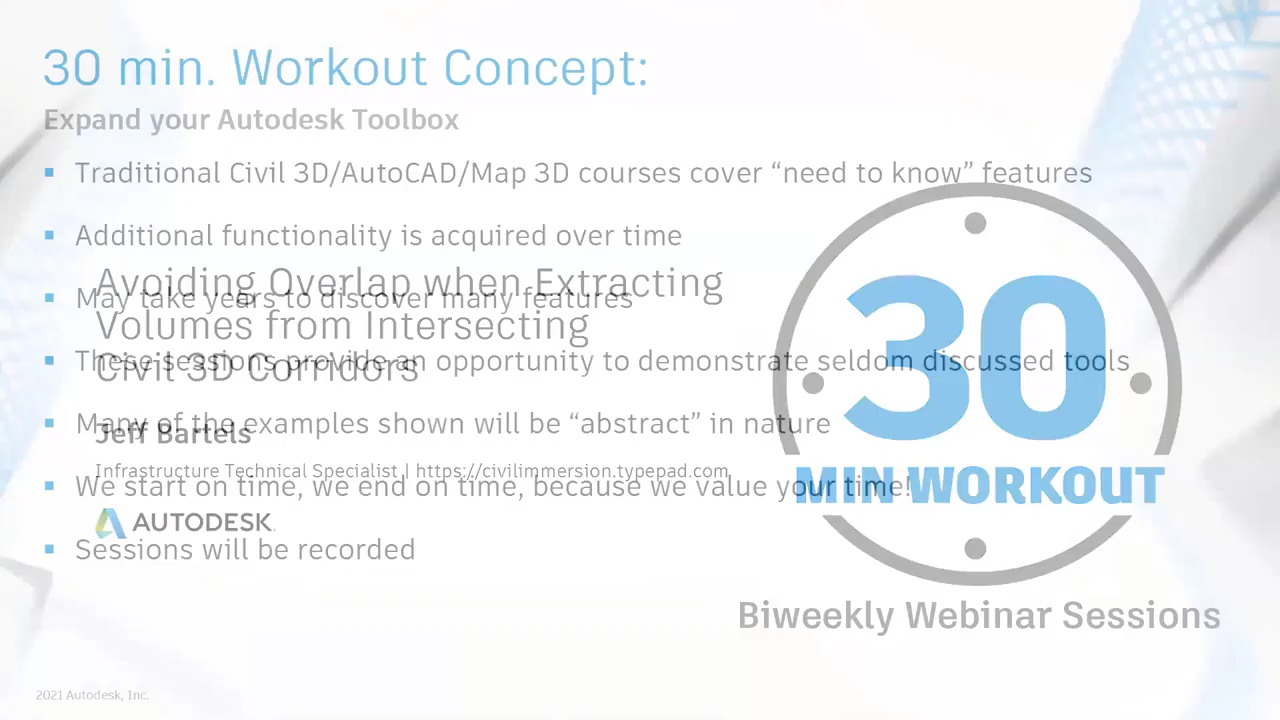 30 min. Workout Concept:
Expand your Autodesk Toolbox
▪ Traditional Civil 3D/AutoCAD/Map 3D courses cover “need to know” features
▪ Additional functionality is acquired over time
▪ May take years to discover many features
▪ These sessions provide an opportunity to demonstrate seldom discussed tools
▪ Many of the examples shown will be “abstract” in nature
▪ We start on time, we end on time, because we value your time!
▪ Sessions will be recorded
Avoiding Overlap when Extracting
Volumes from Intersecting
Civil 3D Corridors
Jeff Bartels
Infrastructure Technical Specialist | https://civilimmersion.typepad.com
AUTODESK.
30
MIN WORKOUT
Biweekly Webinar Sessions
2021 Autodesk, Inc.